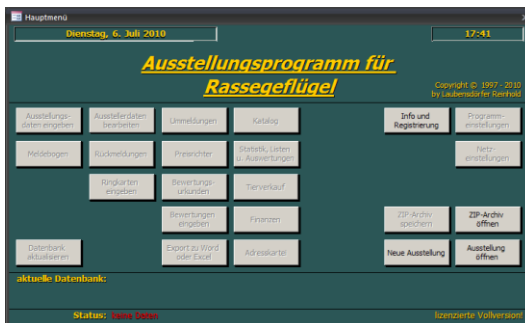 Hauptmenü
Dienstag, 6. Juli 2010
17:41
Ausstellungsprogramm für
Rassegeflügel
Copyright © 1997 - 2010
by Laubensdörfer Reinhold
Ausstellungs-
daten eingeben
Ausstellerdaten
bearbeiten
Ummeldungen
Katalog
Info und
Registrierung
Programm-
einstellungen
Meldebogen
Rückmeldungen
Preisrichter
Statistik, Listen
u. Auswertungen
Netz-
einstellungen
Ringkarten
eingeben
Bewertungs-
urkunden
Tierverkauf
Bewertungen
eingeben
Finanzen
ZIP-Archiv
speichern
ZIP-Archiv
öffnen
Datenbank
aktualisieren
Export zu Word
oder Excel
Adresskartei
Neue Ausstellung
Ausstellung
öffnen
aktuelle Datenbank:
Status: keine Daten
lizenzierte Vollversion!